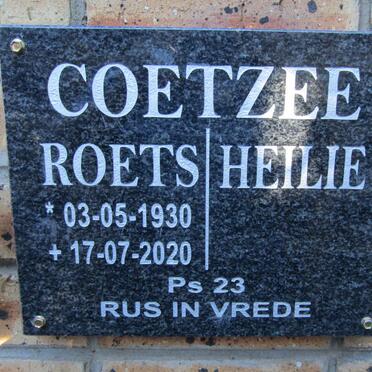 COETZEE
ROETS HEILIE
* 03-05-1930
+ 17-07-2020
Ps 23
RUS IN VREDE